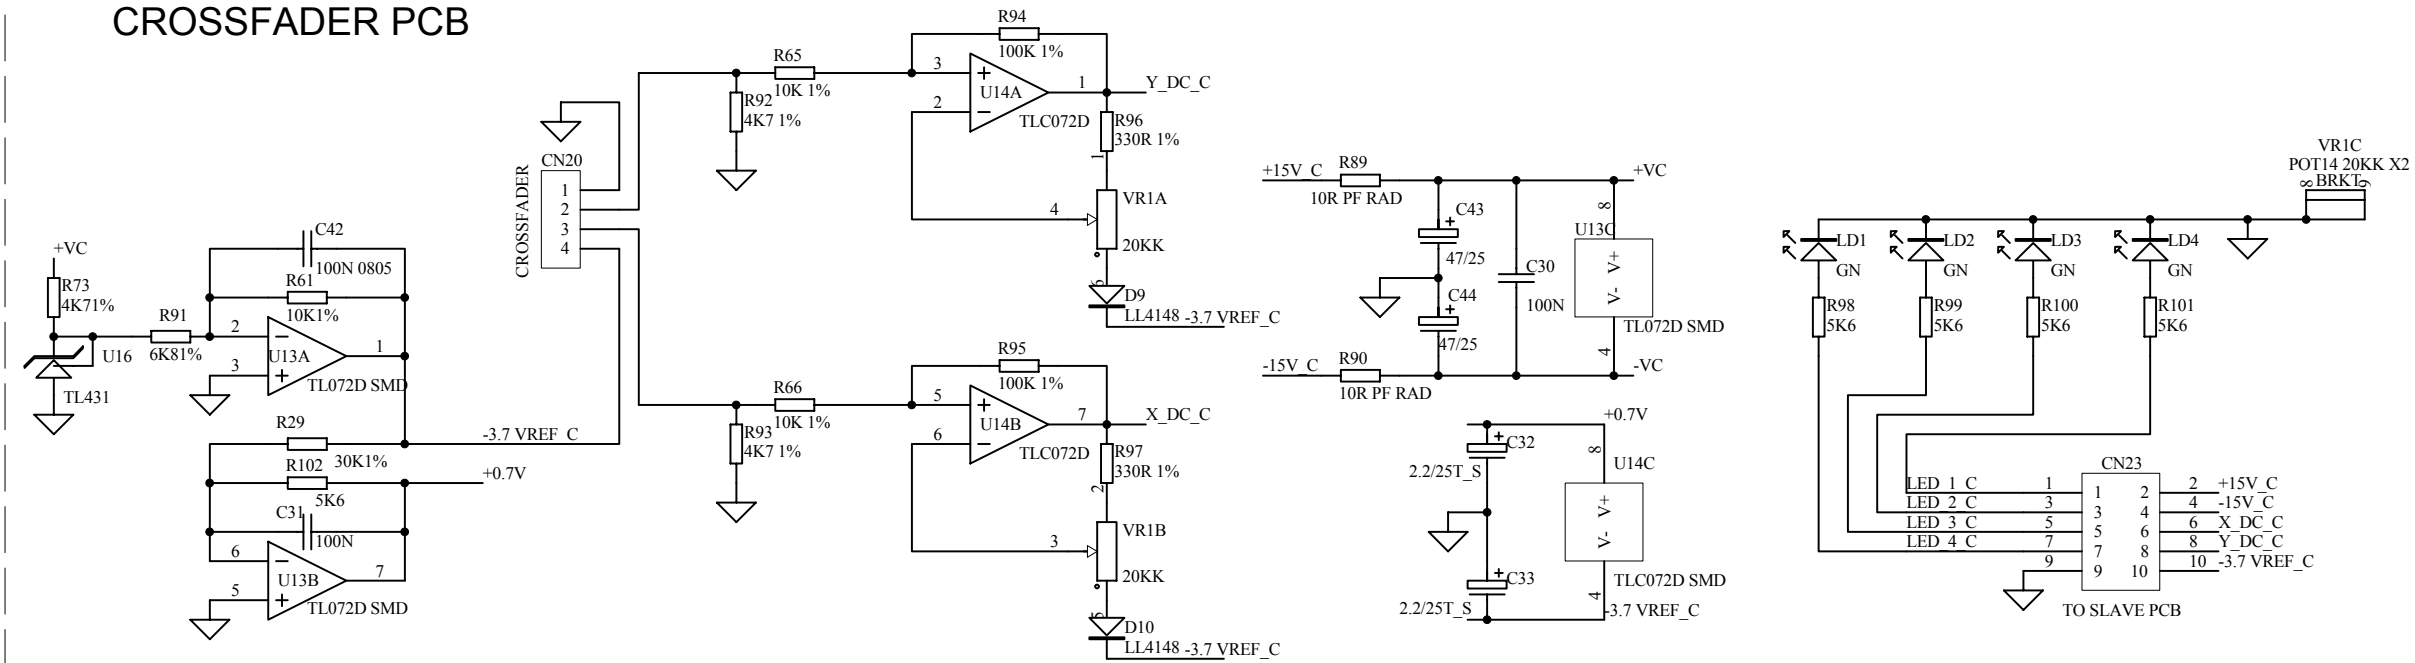 CROSSFADER PCB
+VC
R73
4K71%
U16
TL431
R91
6K81%
C42
100N 0805
R61
10K1%
2
3
1
U13A
TL072D SMD
R29
30K1%
-3.7 VREF_C
R102
5K6
+0.7V
C31
100N
6
5
7
U13B
TL072D SMD
CROSSFADER
CN20
1
2
3
4
R92
4K7 1%
R65
10K 1%
R94
100K 1%
3
2
1
U14A
TLC072D
Y_DC_C
R96
330R 1%
1
4
VR1A
20KK
6
D9
LL4148
-3.7 VREF_C
R93
4K7 1%
R66
10K 1%
R95
100K 1%
5
6
7
U14B
TLC072D
X_DC_C
R97
330R 1%
2
3
VR1B
20KK
5
D10
LL4148
-3.7 VREF_C
+15V_C
R89
10R PF RAD
+VC
C43
+
47/25
C44
+
47/25
C30
100N
8
U13C
V+
V-
4
TL072D SMD
-15V_C
R90
10R PF RAD
-VC
+0.7V
C32
+
2.2/25T_S
8
U14C
V+
V-
4
TLC072D SMD
C33
+
2.2/25T_S
-3.7 VREF_C
VR1C
POT14 20KK X2
BRKT
8
9
LD1
GN
LD2
GN
LD3
GN
LD4
GN
R98
5K6
R99
5K6
R100
5K6
R101
5K6
CN23
LED_1_C 1 1 2 2 +15V_C
LED_2_C 3 3 4 4 -15V_C
LED_3_C 5 5 6 6 X_DC_C
LED_4_C 7 7 8 8 Y_DC_C
9 9 10 10 -3.7 VREF_C
TO SLAVE PCB